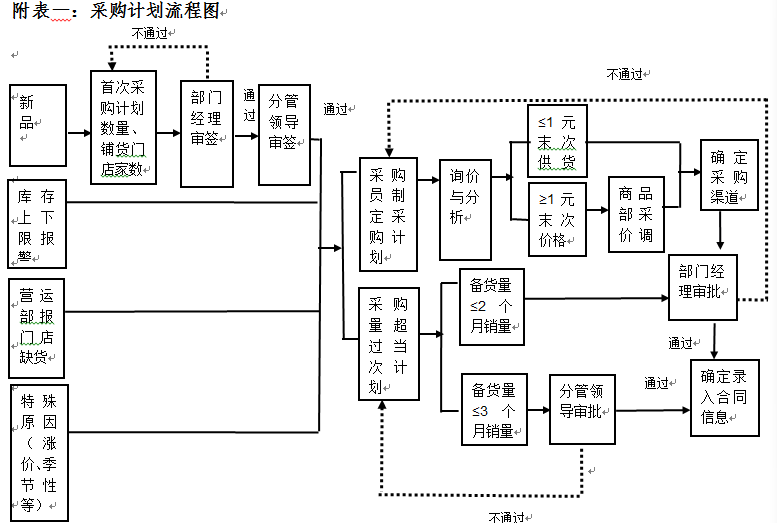 附表一：采购计划流程图
不通过
新品
首次采
购计划
数量、
铺货门
店家数
部门
经理
审签
通过
分管
领导
审签
通过
不通过
≤1 元
末 次
供 货
采 购
员 制
定 采
购 计
划
询价
与分
析
≥1 元
末 次
价格
商 品
部 采
价 调
确 定
采 购
渠道
库 存
上 下
限 报
警
营 运
部 报
门 店
缺货
采 购
量 超
过 当
次 计
划
备货量
≤2 个
月销量
部门经
理审批
通过
备货量
≤3 个
月销量
分管领
导审批
通过
确定录
入合同
信息
特 殊
原 因
（ 涨
价、季
节 性
等）
不通过